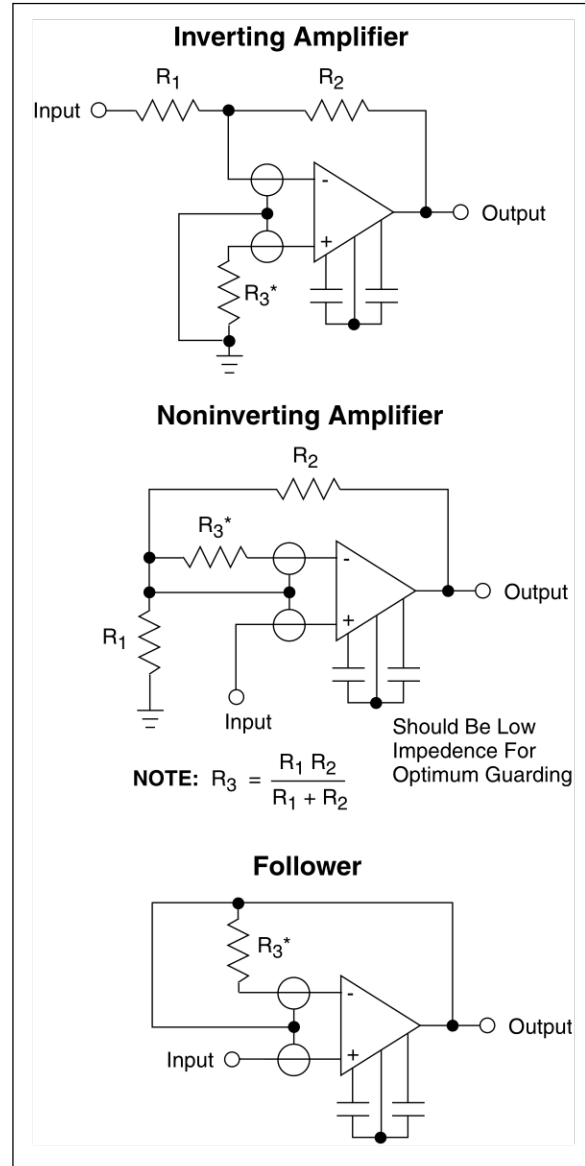 Inverting Amplifier
R1
R2
Input
-
+
Output
R3*
Noninverting Amplifier
R2
R3*
-
Output
R1
+
Input
Should Be Low
Impedence For
Optimum Guarding
NOTE: R3 = R1 R2 / R1 + R2
Follower
R3*
-
Output
Input
+